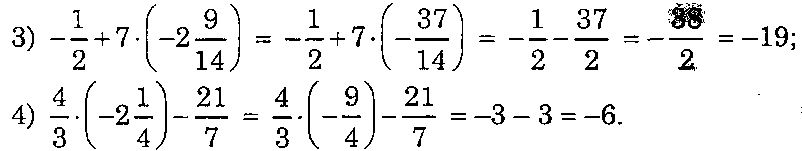 3) -1/2 + 7 · (-2 9/14) = -1/2 + 7 · (-37/14) = -1/2 - 37/2 = -38/2 = -19;
4) 4/3 · (-2 1/4) - 21/7 = 4/3 · (-9/4) - 21/7 = -3 - 3 = -6.